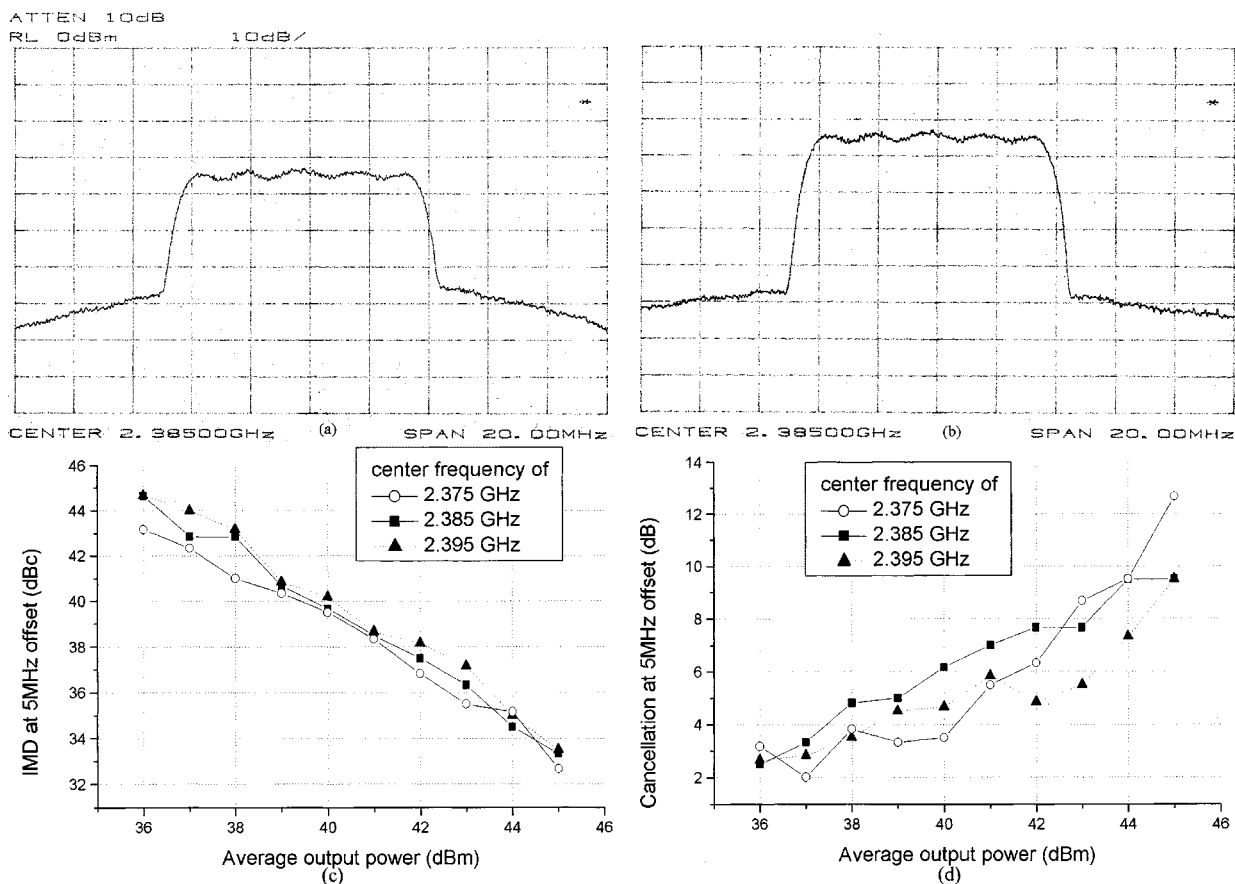 ATTEN 10dB
RL 0dBm 10dB/
CENTER 2.38500GHz (a) SPAN 20.00MHz
CENTER 2.38500GHz (b) SPAN 20.00MHz
46
44
42
40
38
36
34
32
IMD at 5MHz offset (dBc)
center frequency of
2.375 GHz
2.385 GHz
2.395 GHz
36 38 40 42 44 46
Average output power (dBm)
(c)
14
12
10
8
6
4
2
Cancellation at 5MHz offset (dB)
center frequency of
2.375 GHz
2.385 GHz
2.395 GHz
36 38 40 42 44 46
Average output power (dBm)
(d)